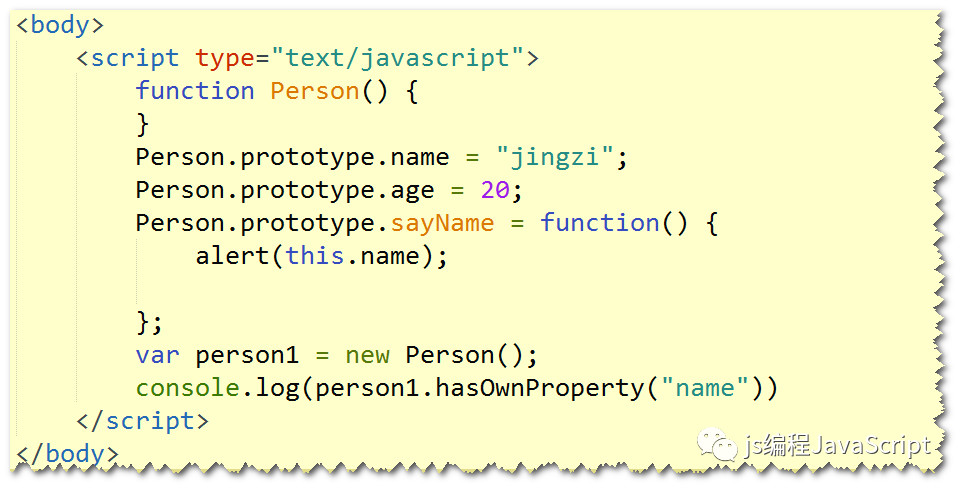 <body>
    <script type="text/javascript">
        function Person() {
        }
        Person.prototype.name = "jingzi";
        Person.prototype.age = 20;
        Person.prototype.sayName = function() {
            alert(this.name);
        };
        var person1 = new Person();
        console.log(person1.hasOwnProperty("name"))
    </script>
</body>
js编程JavaScript